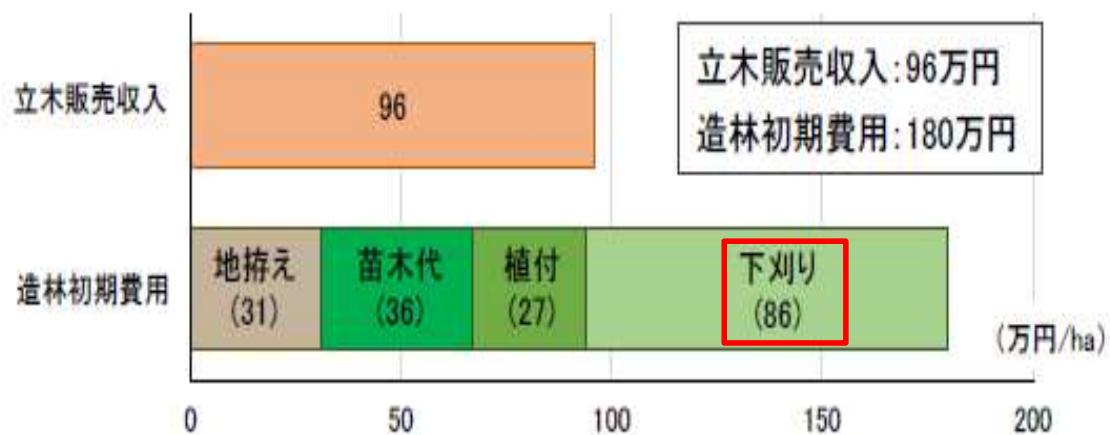 立木販売収入
96
立木販売収入:96万円
造林初期費用:180万円
造林初期費用
地拵え
(31)
苗木代
(36)
植付
(27)
下刈り
(86)
(万円/ha)
0 50 100 150 200